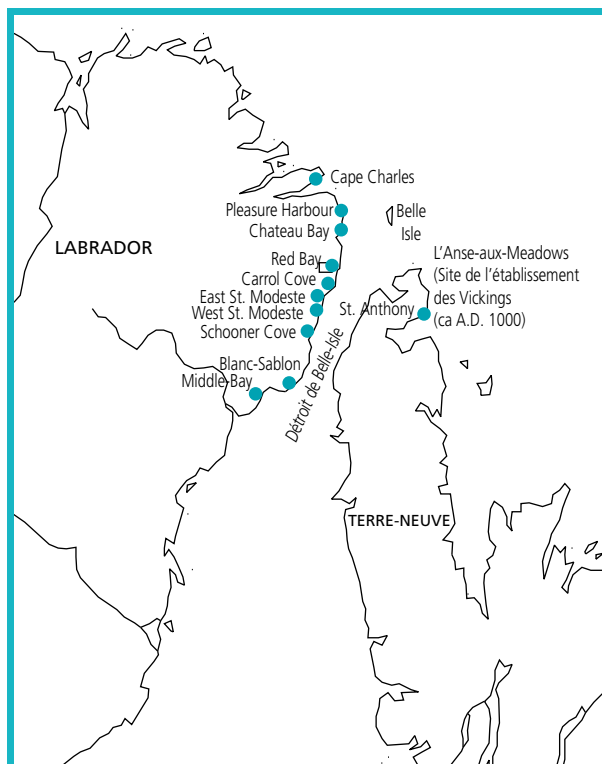 Cape Charles
Pleasure Harbour
Belle
Isle
Chateau Bay
LABRADOR
L’Anse-aux-Meadows
Red Bay
(Site de l’établissement
Carrol Cove
des Vickings
East St. Modeste
West St. Modeste
St. Anthony
(ca A.D. 1000)
Schooner Cove
Blanc-Sablon
Middle-Bay
Détroit de Belle-Isle
TERRE-NEUVE